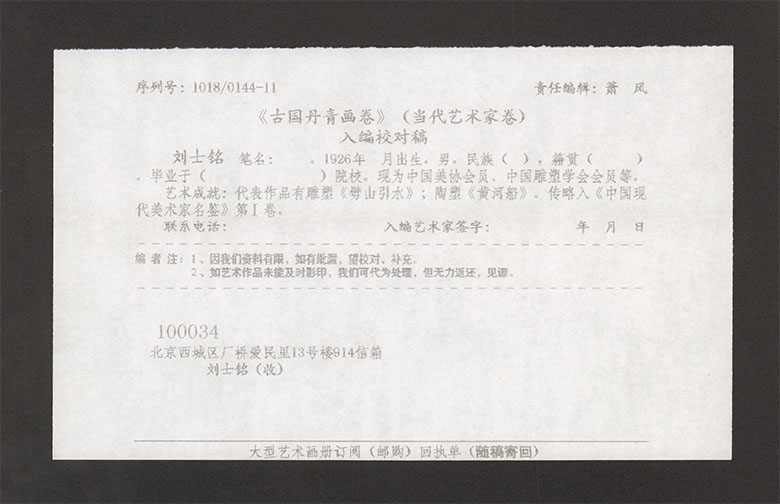 序列号：1018/0144-11 责任编辑：萧 风
《古国丹青画卷》（当代艺术家卷）
入编校对稿
刘士铭 笔名： 。1926年 月出生。男。民族（ ），籍贯（ ）
。毕业于（ ）院校。现为中国美协会员、中国雕塑学会会员等。
艺术成就：代表作品有雕塑《劈山引水》；陶塑《黄河船》。传略入《中国现
代美术家名鉴》第Ⅰ卷。
联系电话： 入编艺术家签字： 年 月 日
编 者 注：1、因我们资料有限，如有纰漏，望校对、补充。
2、如艺术作品未能及时影印，我们可代为处理，但无力返还，见谅。
100034
北京西城区厂桥爱民里13号楼914信箱
刘士铭（收）
大型艺术画册订阅（邮购）回执单（随稿寄回）